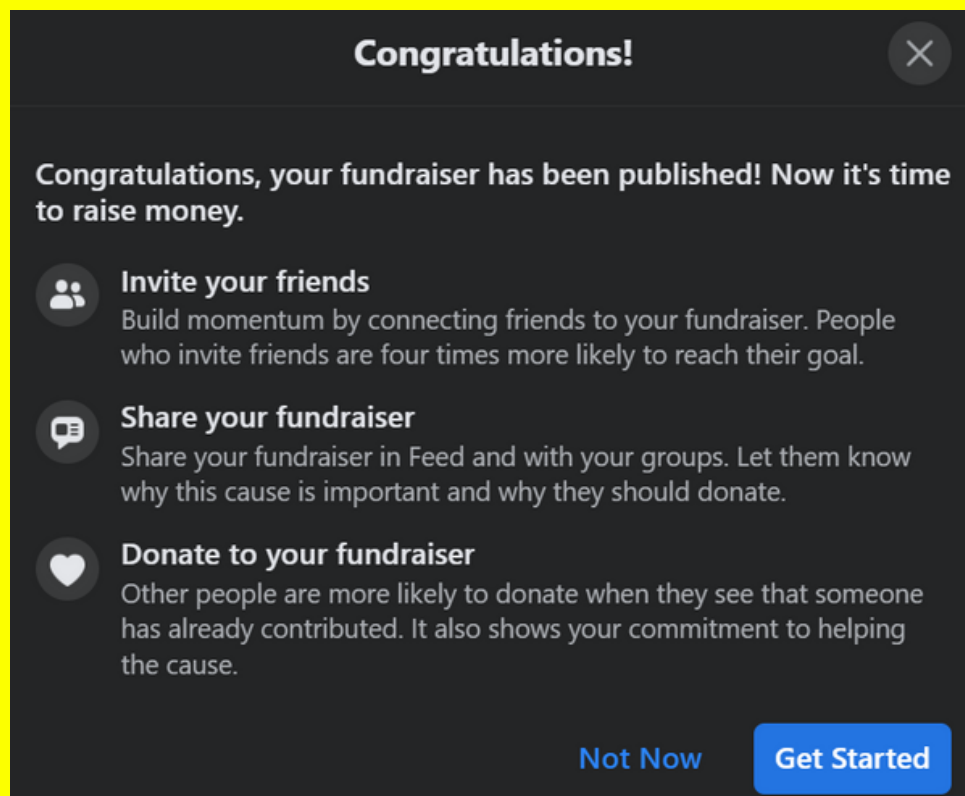 Congratulations!
Congratulations, your fundraiser has been published! Now it's time
to raise money.
Invite your friends
Build momentum by connecting friends to your fundraiser. People
who invite friends are four times more likely to reach their goal.
Share your fundraiser
Share your fundraiser in Feed and with your groups. Let them know
why this cause is important and why they should donate.
Donate to your fundraiser
Other people are more likely to donate when they see that someone
has already contributed. It also shows your commitment to helping
the cause.
Not Now
Get Started